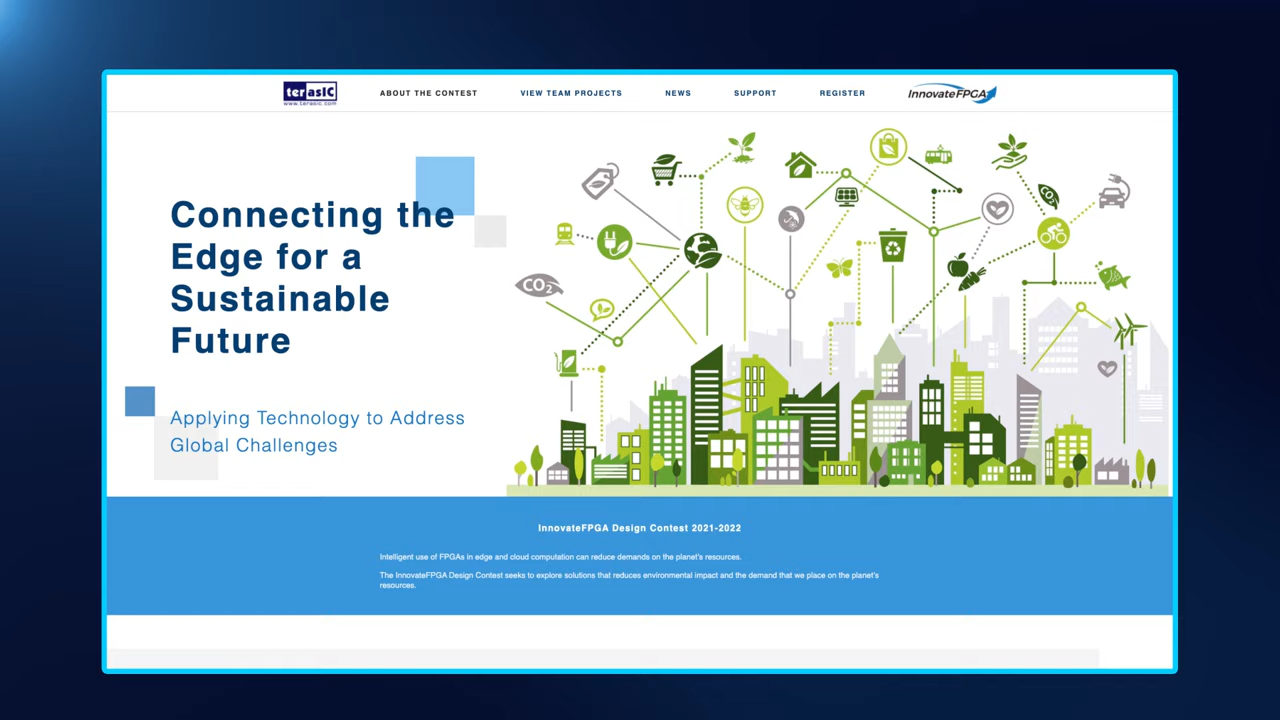 terasIC
www.terasic.com
ABOUT THE CONTEST
VIEW TEAM PROJECTS
NEWS
SUPPORT
REGISTER
InnovateFPGA
Connecting the
Edge for a
Sustainable
Future
Applying Technology to Address
Global Challenges
CO2
CO2
InnovateFPGA Design Contest 2021-2022
Intelligent use of FPGAs in edge and cloud computation can reduce demands on the planet's resources.
The InnovateFPGA Design Contest seeks to explore solutions that reduces environmental impact and the demand that we place on the planet's
resources.